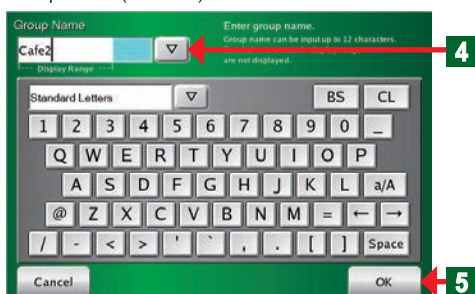 Group Name
Enter group name.
Cafe2
▽
Group name can be input up to 12 characters.
are not displayed.
Display Range
4
Standard Letters
▽
BS
CL
1 2 3 4 5 6 7 8 9 0 _
Q W E R T Y U I O P
A S D F G H J K L a/A
@ Z X C V B N M = ← →
/ - < > ' ` , . [ ] Space
Cancel
OK
5